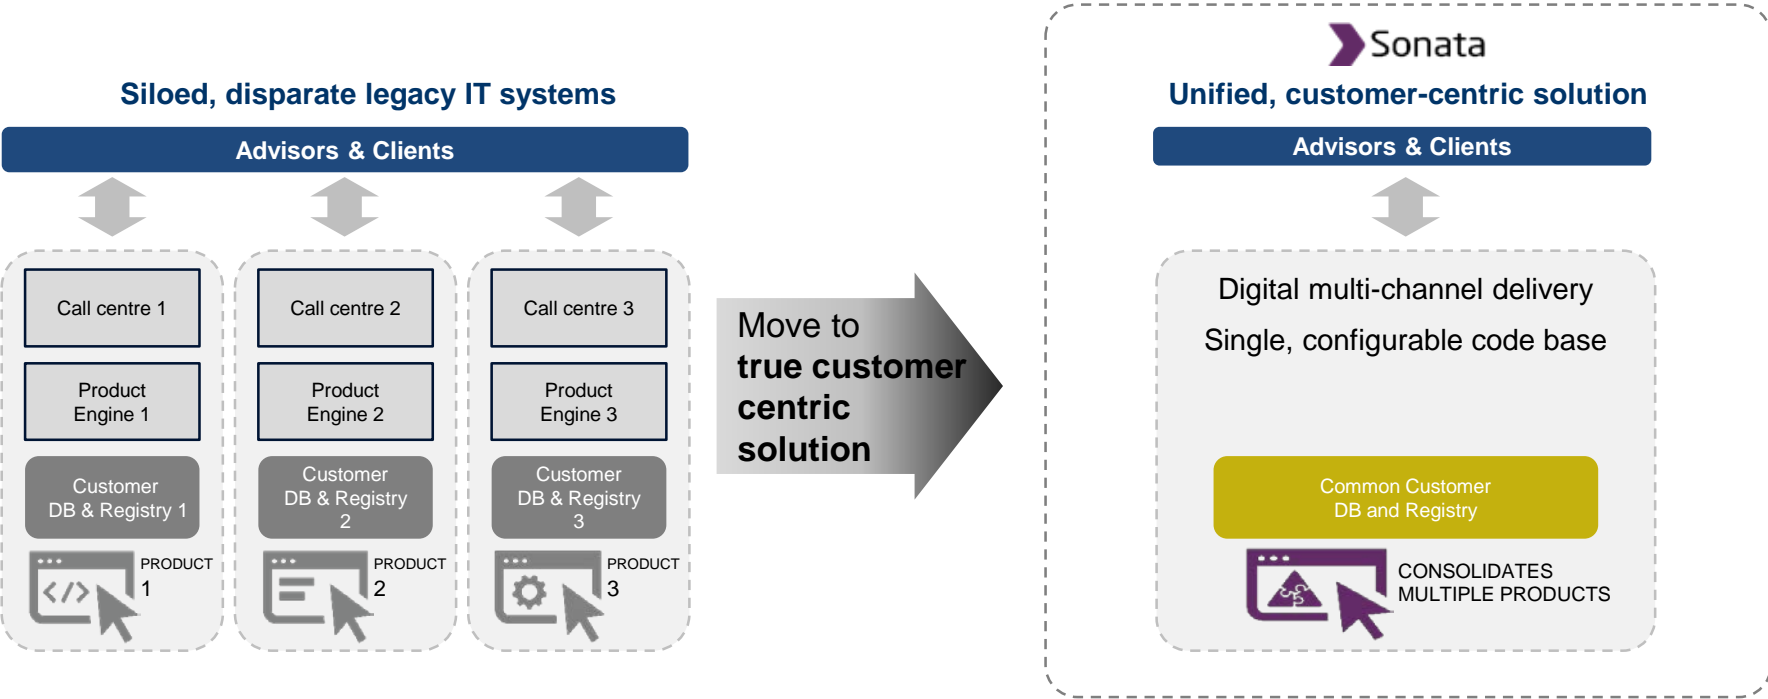 Siloed, disparate legacy IT systems
Advisors & Clients
Call centre 1
Product
Engine 1
Customer
DB & Registry 1
PRODUCT
1
Call centre 2
Product
Engine 2
Customer
DB & Registry
2
PRODUCT
2
Call centre 3
Product
Engine 3
Customer
DB & Registry
3
PRODUCT
3
Move to
true customer
centric
solution
Sonata
Unified, customer-centric solution
Advisors & Clients
Digital multi-channel delivery
Single, configurable code base
Common Customer
DB and Registry
CONSOLIDATES
MULTIPLE PRODUCTS